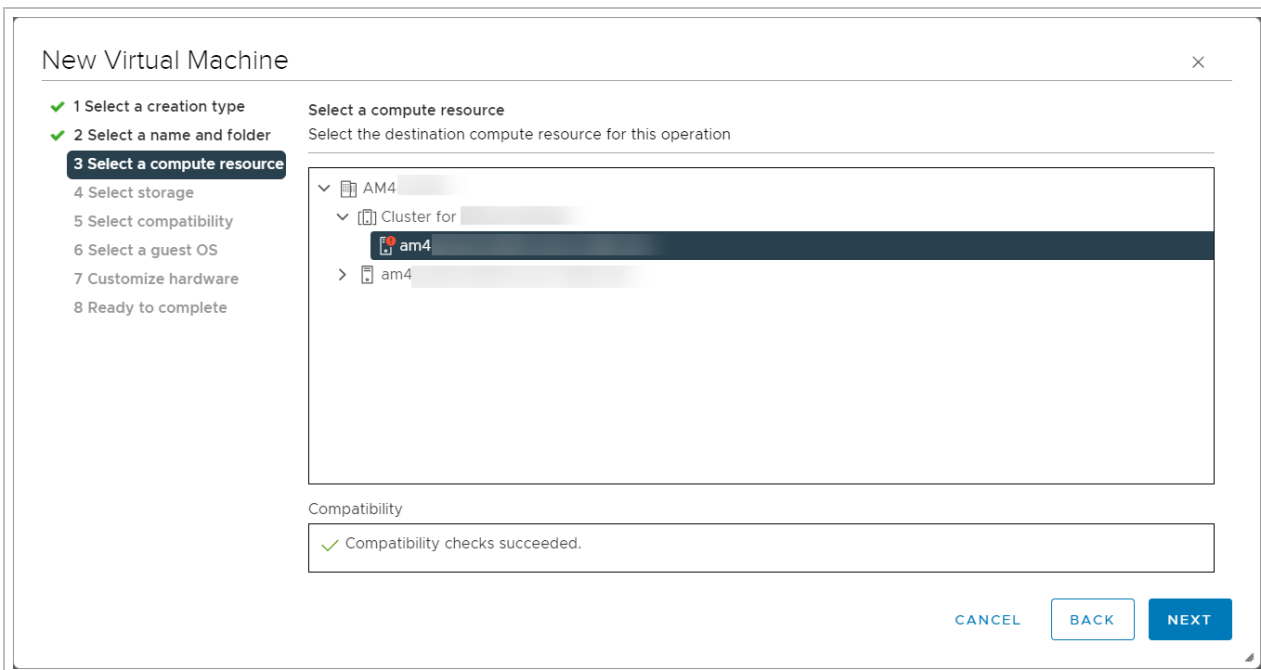 New Virtual Machine
1 Select a creation type
2 Select a name and folder
3 Select a compute resource
4 Select storage
5 Select compatibility
6 Select a guest OS
7 Customize hardware
8 Ready to complete
Select a compute resource
Select the destination compute resource for this operation
AM4
Cluster for
am4
am4
Compatibility
Compatibility checks succeeded.
CANCEL
BACK
NEXT